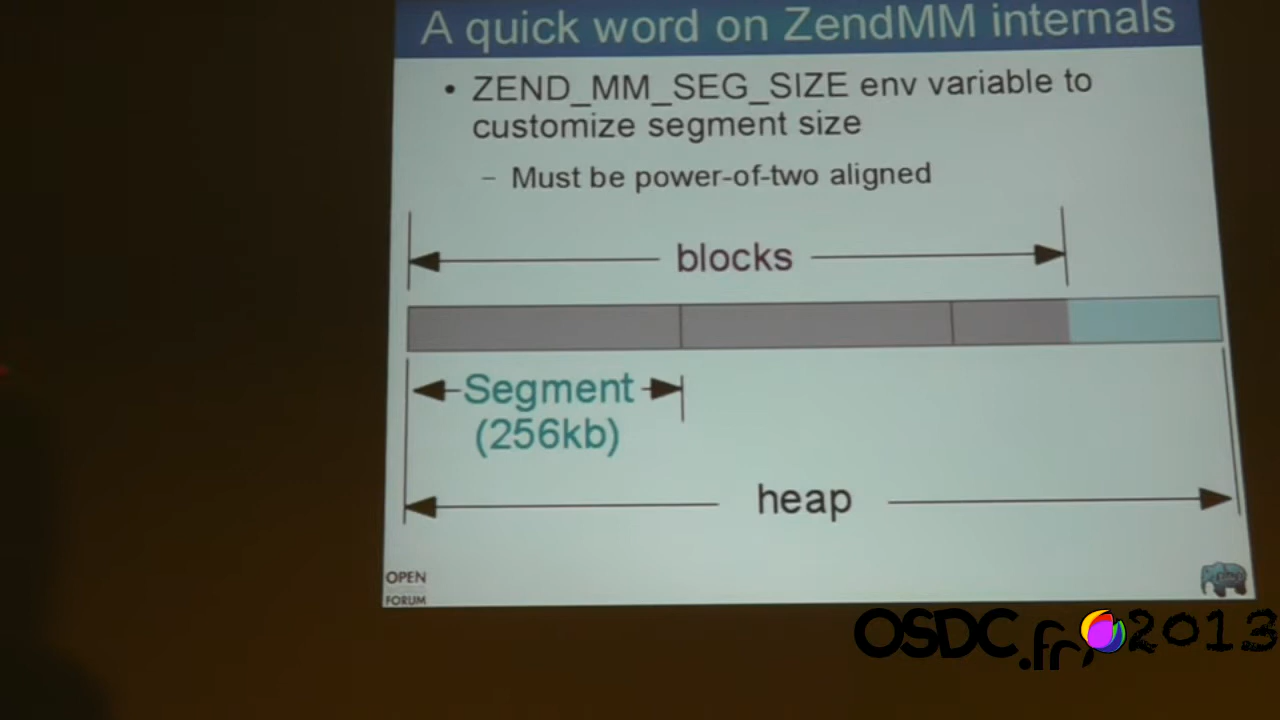 A quick word on ZendMM internals
• ZEND_MM_SEG_SIZE env variable to
customize segment size
– Must be power-of-two aligned
blocks
Segment
(256kb)
heap
OPEN
FORUM
OSDC.fr 2013